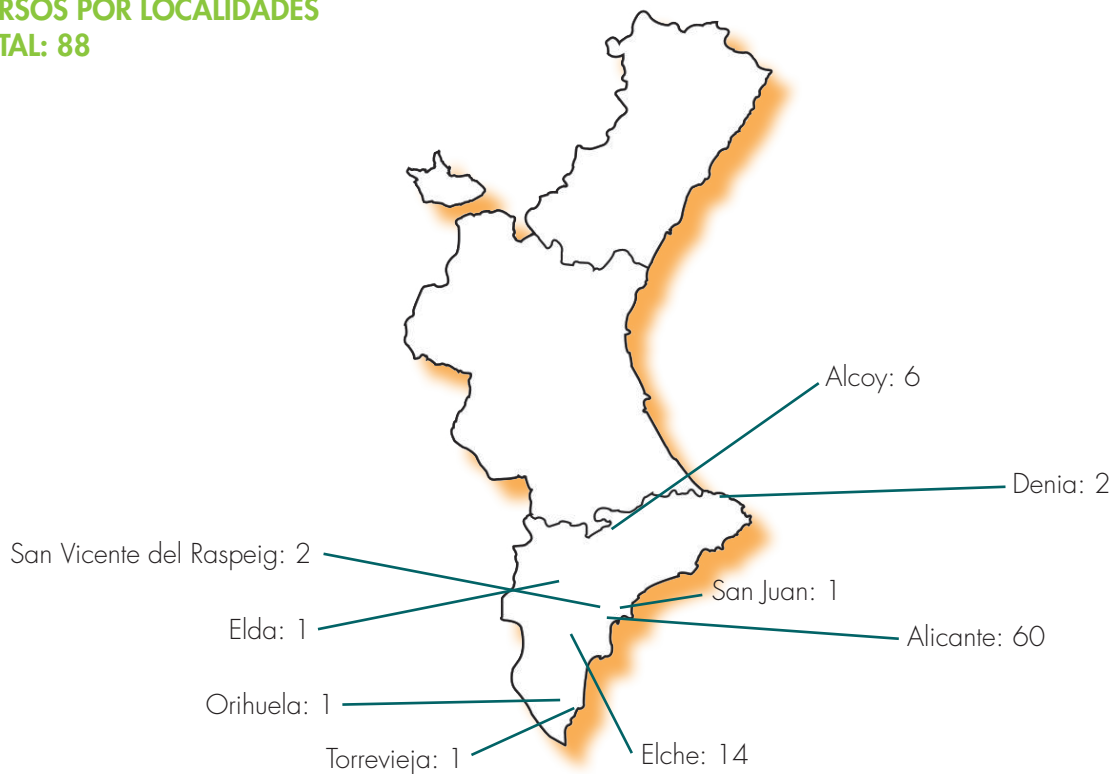 RSOS POR LOCALIDADES
TAL: 88
Alcoy: 6
Denia: 2
San Vicente del Raspeig: 2
San Juan: 1
Elda: 1
Alicante: 60
Orihuela: 1
Torrevieja: 1
Elche: 14